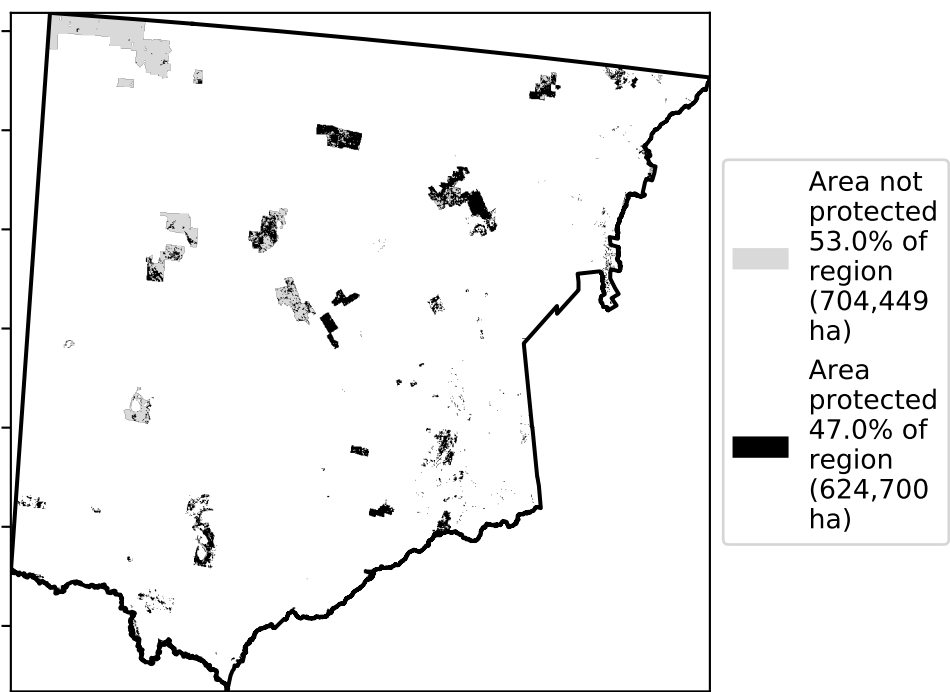 Area not
protected
53.0% of
region
(704,449
ha)
Area
protected
47.0% of
region
(624,700
ha)